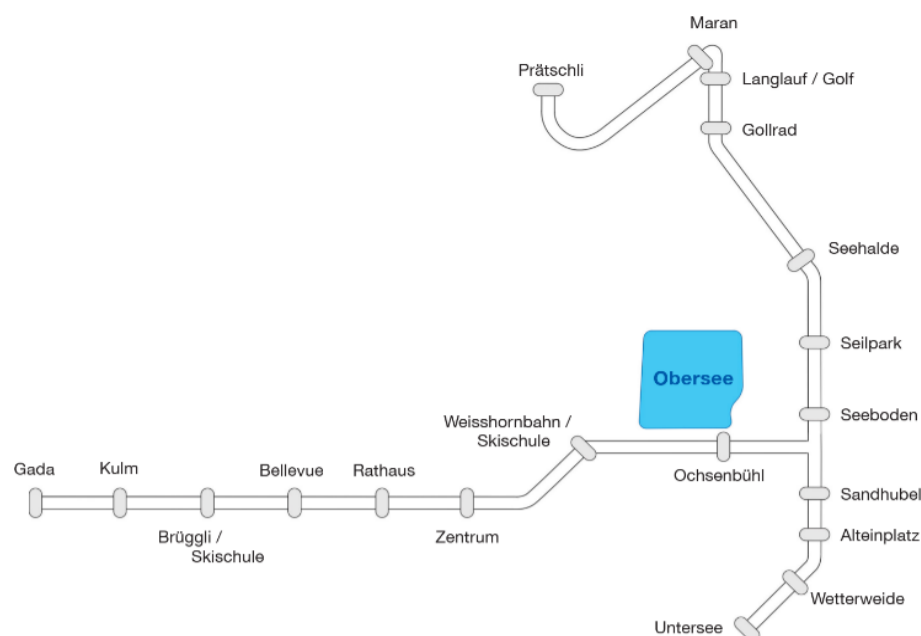 Maran
Prätschli
Langlauf / Golf
Gollrad
Seehalde
Seilpark
Obersee
Seeboden
Weisshornbahn /
Skischule
Ochsenbühl
Gada
Kulm
Bellevue
Rathaus
Brüggli /
Skischule
Zentrum
Sandhubel
Alteinplatz
Wetterweide
Untersee